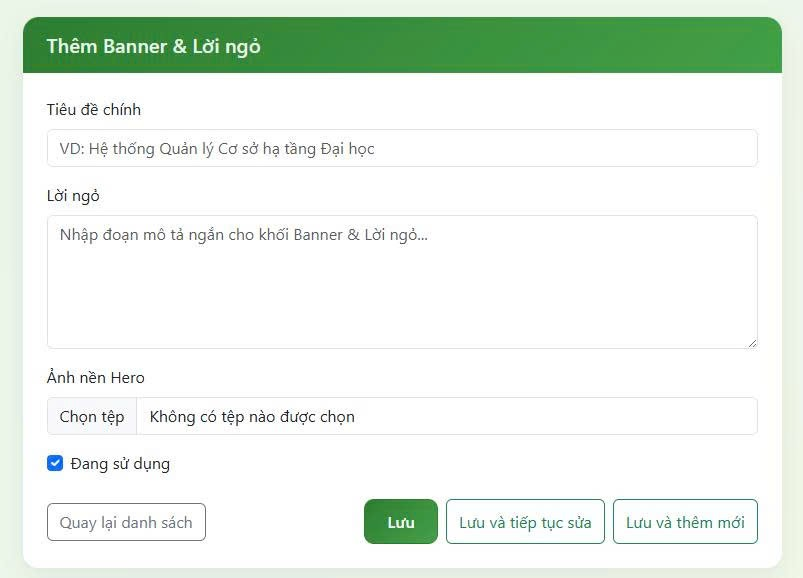 Thêm Banner & Lời ngỏ
Tiêu đề chính
VD: Hệ thống Quản lý Cơ sở hạ tầng Đại học
Lời ngỏ
Nhập đoạn mô tả ngắn cho khối Banner & Lời ngỏ...
Ảnh nền Hero
Chọn tệp Không có tệp nào được chọn
Đang sử dụng
Quay lại danh sách Lưu Lưu và tiếp tục sửa Lưu và thêm mới